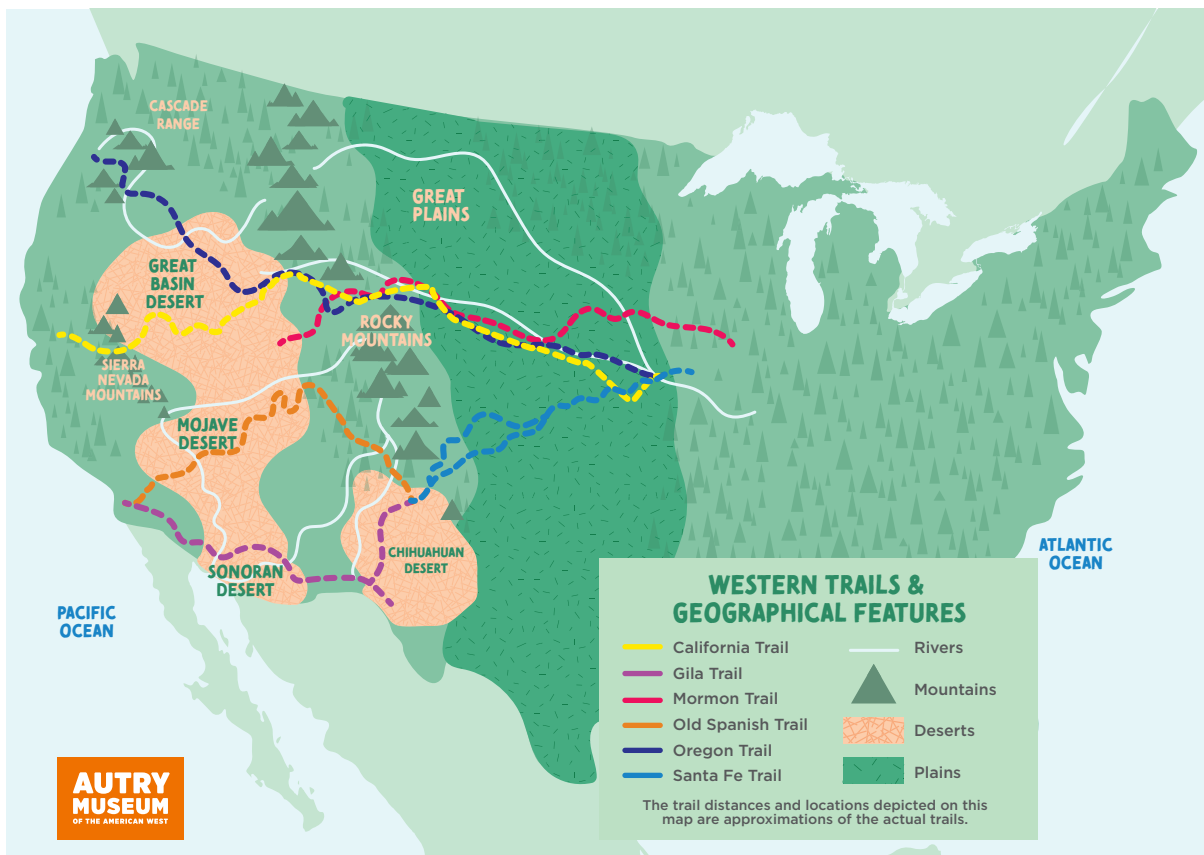 CASCADE
RANGE
GREAT
PLAINS
GREAT
BASIN
DESERT
ROCKY
MOUNTAINS
SIERRA
NEVADA
MOUNTAINS
MOJAVE
DESERT
CHIHUAHUAN
DESERT
SONORAN
DESERT
PACIFIC
OCEAN
ATLANTIC
OCEAN
WESTERN TRAILS &
GEOGRAPHICAL FEATURES
California Trail
Gila Trail
Mormon Trail
Old Spanish Trail
Oregon Trail
Santa Fe Trail
Rivers
Mountains
Deserts
Plains
The trail distances and locations depicted on this
map are approximations of the actual trails.
AUTRY
MUSEUM
OF THE AMERICAN WEST